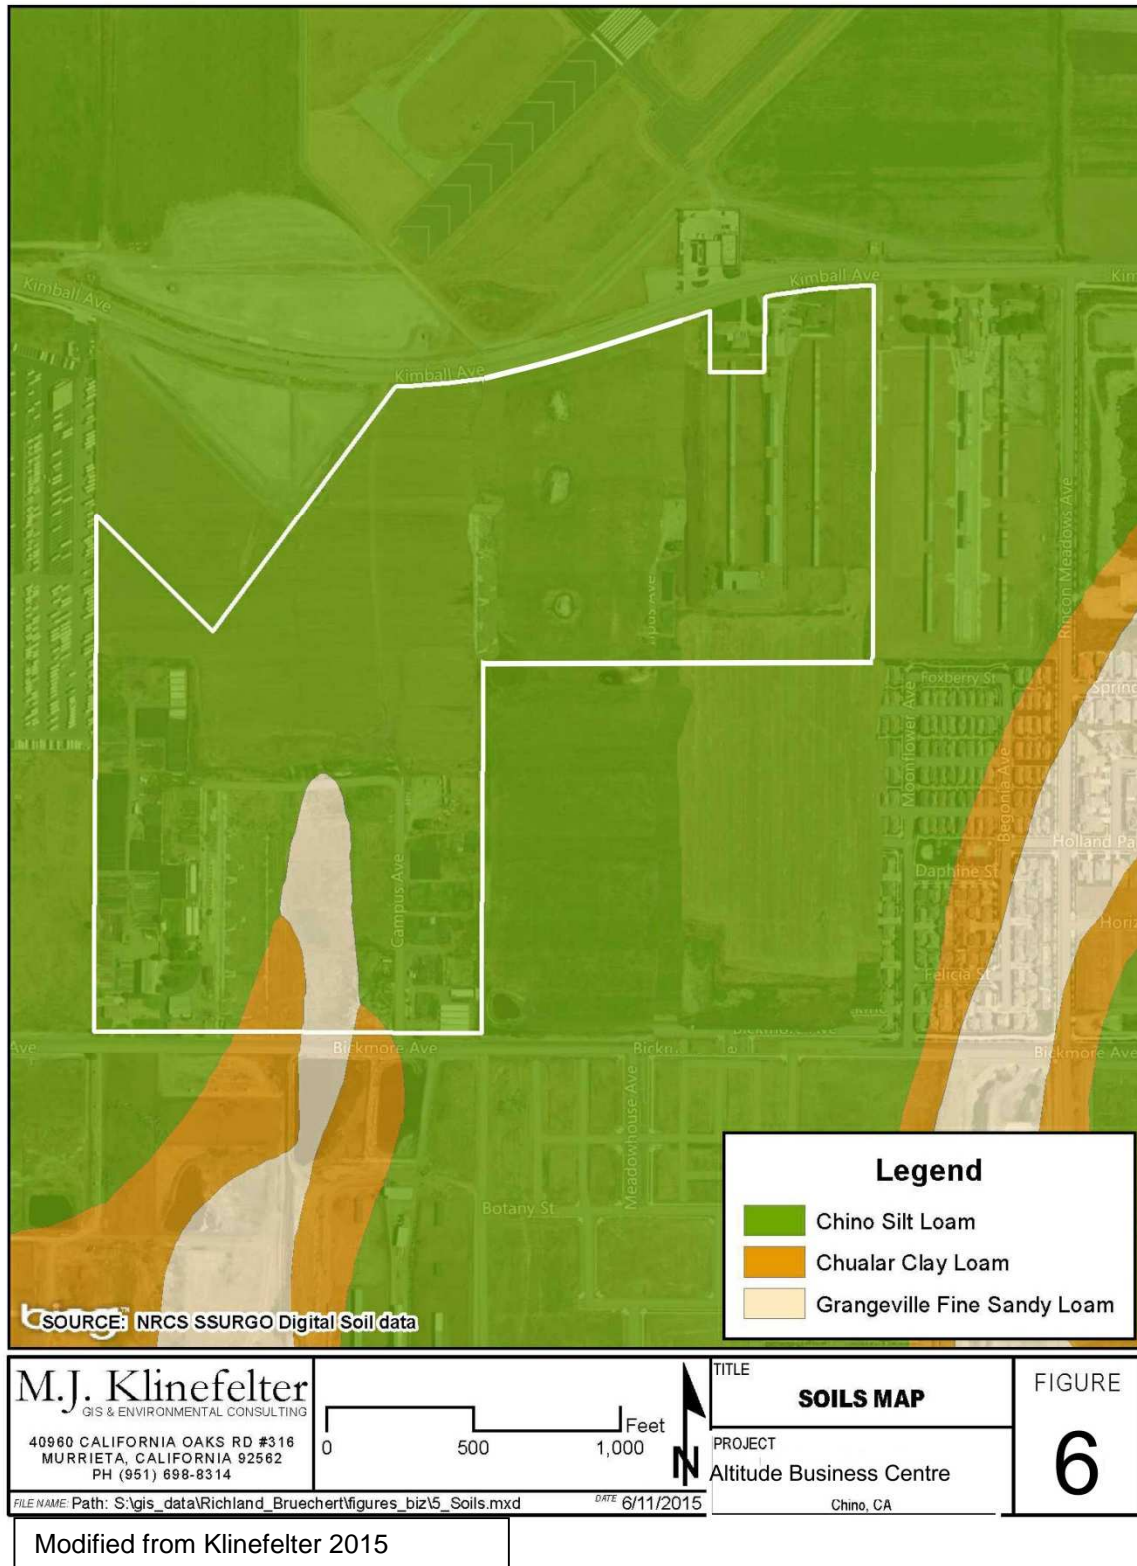 Kimball Ave
Kimball Ave
Kimball Ave
Rincon Meadows Ave
Foxberry St
Moonflower Ave
Begonia Ave
Holland Pa
Daphne St
Horiz
Campus Ave
Felicia St
Ave
Bickmore Ave
Bickmore Ave
Meadowhouse Ave
Botany St
Legend
Chino Silt Loam
Chualar Clay Loam
Grangeville Fine Sandy Loam
bing
SOURCE: NRCS SSURGO Digital Soil data
M.J. Klinefelter
GIS & ENVIRONMENTAL CONSULTING
40960 CALIFORNIA OAKS RD #316
MURRIETA, CALIFORNIA 92562
PH (951) 698-8314
0 500 1,000 Feet
N
TITLE
SOILS MAP
PROJECT
Altitude Business Centre
Chino, CA
FIGURE
6
FILE NAME: Path: S:\gis_data\Richland_Bruechert\figures_biz\5_Soils.mxd DATE 6/11/2015
Modified from Klinefelter 2015